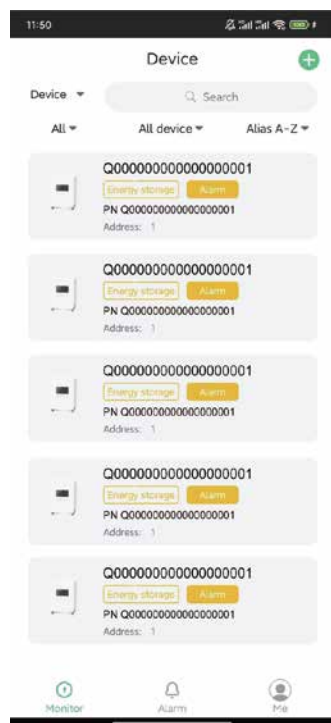 11:50
Device
Device
Search
All
All device
Alias A-Z
Q000000000000000001
Energy storage Alarm
PN Q000000000000000001
Address: 1
Q000000000000000001
Energy storage Alarm
PN Q000000000000000001
Address: 1
Q000000000000000001
Energy storage Alarm
PN Q000000000000000001
Address: 1
Q000000000000000001
Energy storage Alarm
PN Q000000000000000001
Address: 1
Q000000000000000001
Energy storage Alarm
PN Q000000000000000001
Address: 1
Monitor
Alarm
Me